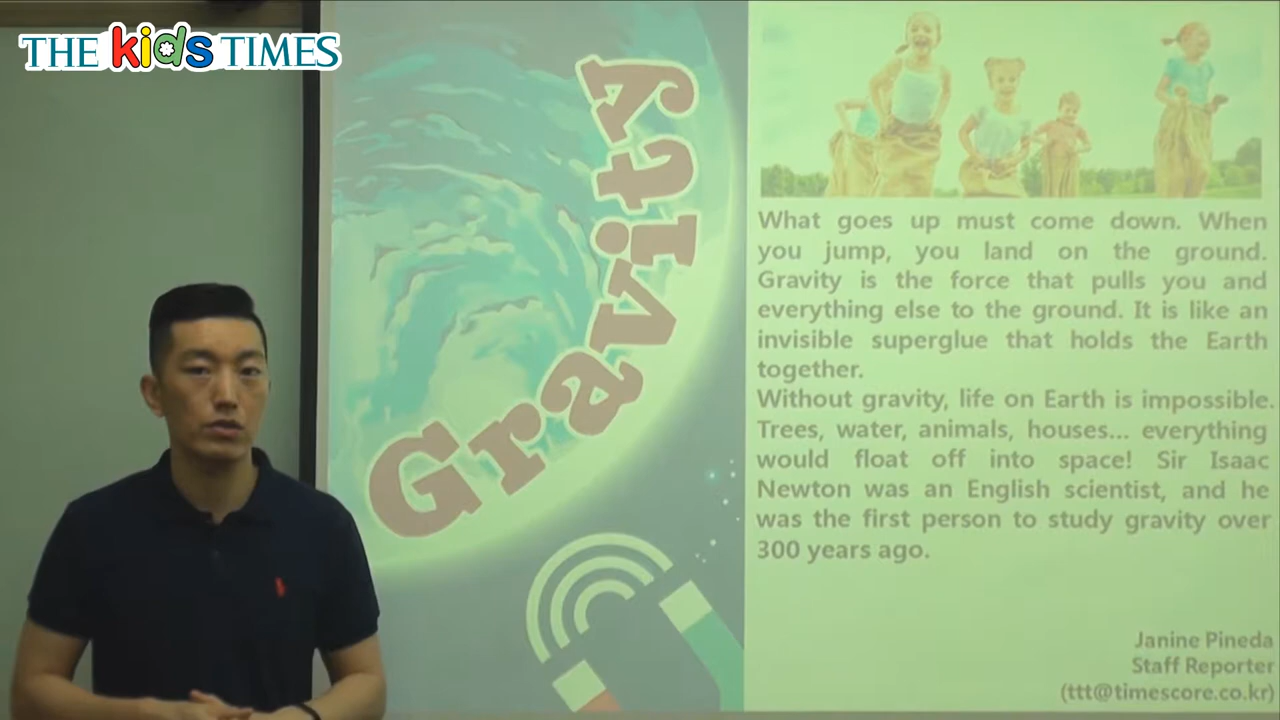 THE kids TIMES
Gravity
What goes up must come down. When
you jump, you land on the ground.
Gravity is the force that pulls you and
everything else to the ground. It is like an
invisible superglue that holds the Earth
together.
Without gravity, life on Earth is impossible.
Trees, water, animals, houses... everything
would float off into space! Sir Isaac
Newton was an English scientist, and he
was the first person to study gravity over
300 years ago.
Janine Pineda
Staff Reporter
(ttt@timescore.co.kr)